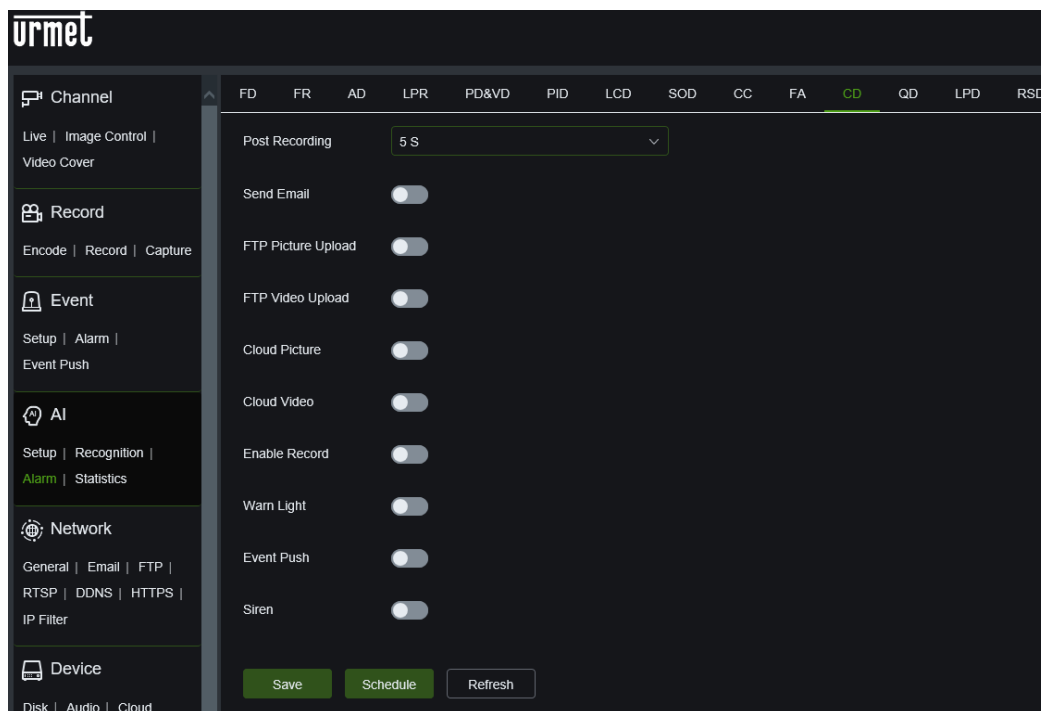 urmet
Channel
Live | Image Control |
Video Cover
Record
Encode | Record | Capture
Event
Setup | Alarm |
Event Push
AI
AI
Setup | Recognition |
Alarm | Statistics
Network
General | Email | FTP |
RTSP | DDNS | HTTPS |
IP Filter
Device
Disk | Audio | Cloud
FD FR AD LPR PD&VD PID LCD SOD CC FA CD QD LPD RSD
Post Recording 5 S
Send Email
FTP Picture Upload
FTP Video Upload
Cloud Picture
Cloud Video
Enable Record
Warn Light
Event Push
Siren
Save Schedule Refresh